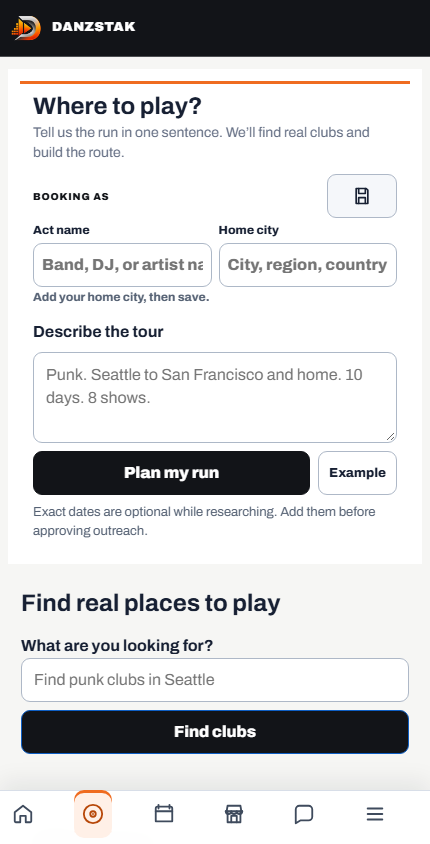 DANZSTAK
Where to play?
Tell us the run in one sentence. We’ll find real clubs and
build the route.
BOOKING AS
Act name
Home city
Band, DJ, or artist na
City, region, country
Add your home city, then save.
Describe the tour
Punk. Seattle to San Francisco and home. 10
days. 8 shows.
Plan my run
Example
Exact dates are optional while researching. Add them before
approving outreach.
Find real places to play
What are you looking for?
Find punk clubs in Seattle
Find clubs